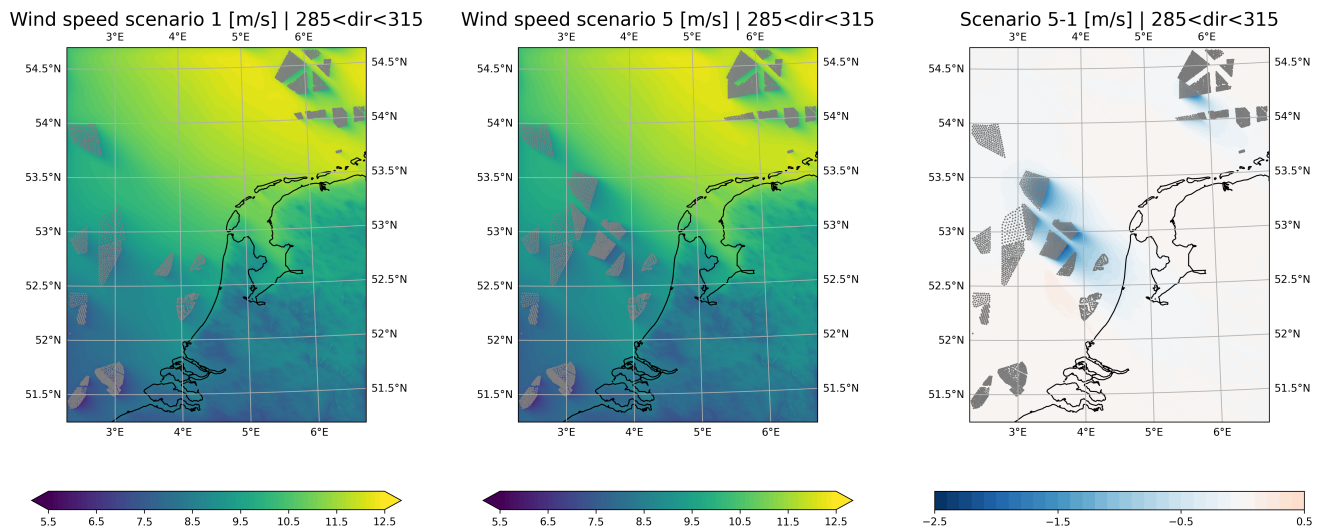 Wind speed scenario 1 [m/s] | 285<dir<315
3°E 4°E 5°E 6°E
54.5°N 54.5°N
54°N 54°N
53.5°N 53.5°N
53°N 53°N
52.5°N 52.5°N
52°N 52°N
51.5°N 51.5°N
3°E 4°E 5°E 6°E
5.5 6.5 7.5 8.5 9.5 10.5 11.5 12.5
Wind speed scenario 5 [m/s] | 285<dir<315
3°E 4°E 5°E 6°E
54.5°N 54.5°N
54°N 54°N
53.5°N 53.5°N
53°N 53°N
52.5°N 52.5°N
52°N 52°N
51.5°N 51.5°N
3°E 4°E 5°E 6°E
5.5 6.5 7.5 8.5 9.5 10.5 11.5 12.5
Scenario 5-1 [m/s] | 285<dir<315
3°E 4°E 5°E 6°E
54.5°N 54.5°N
54°N 54°N
53.5°N 53.5°N
53°N 53°N
52.5°N 52.5°N
52°N 52°N
51.5°N 51.5°N
3°E 4°E 5°E 6°E
−2.5 −1.5 −0.5 0.5